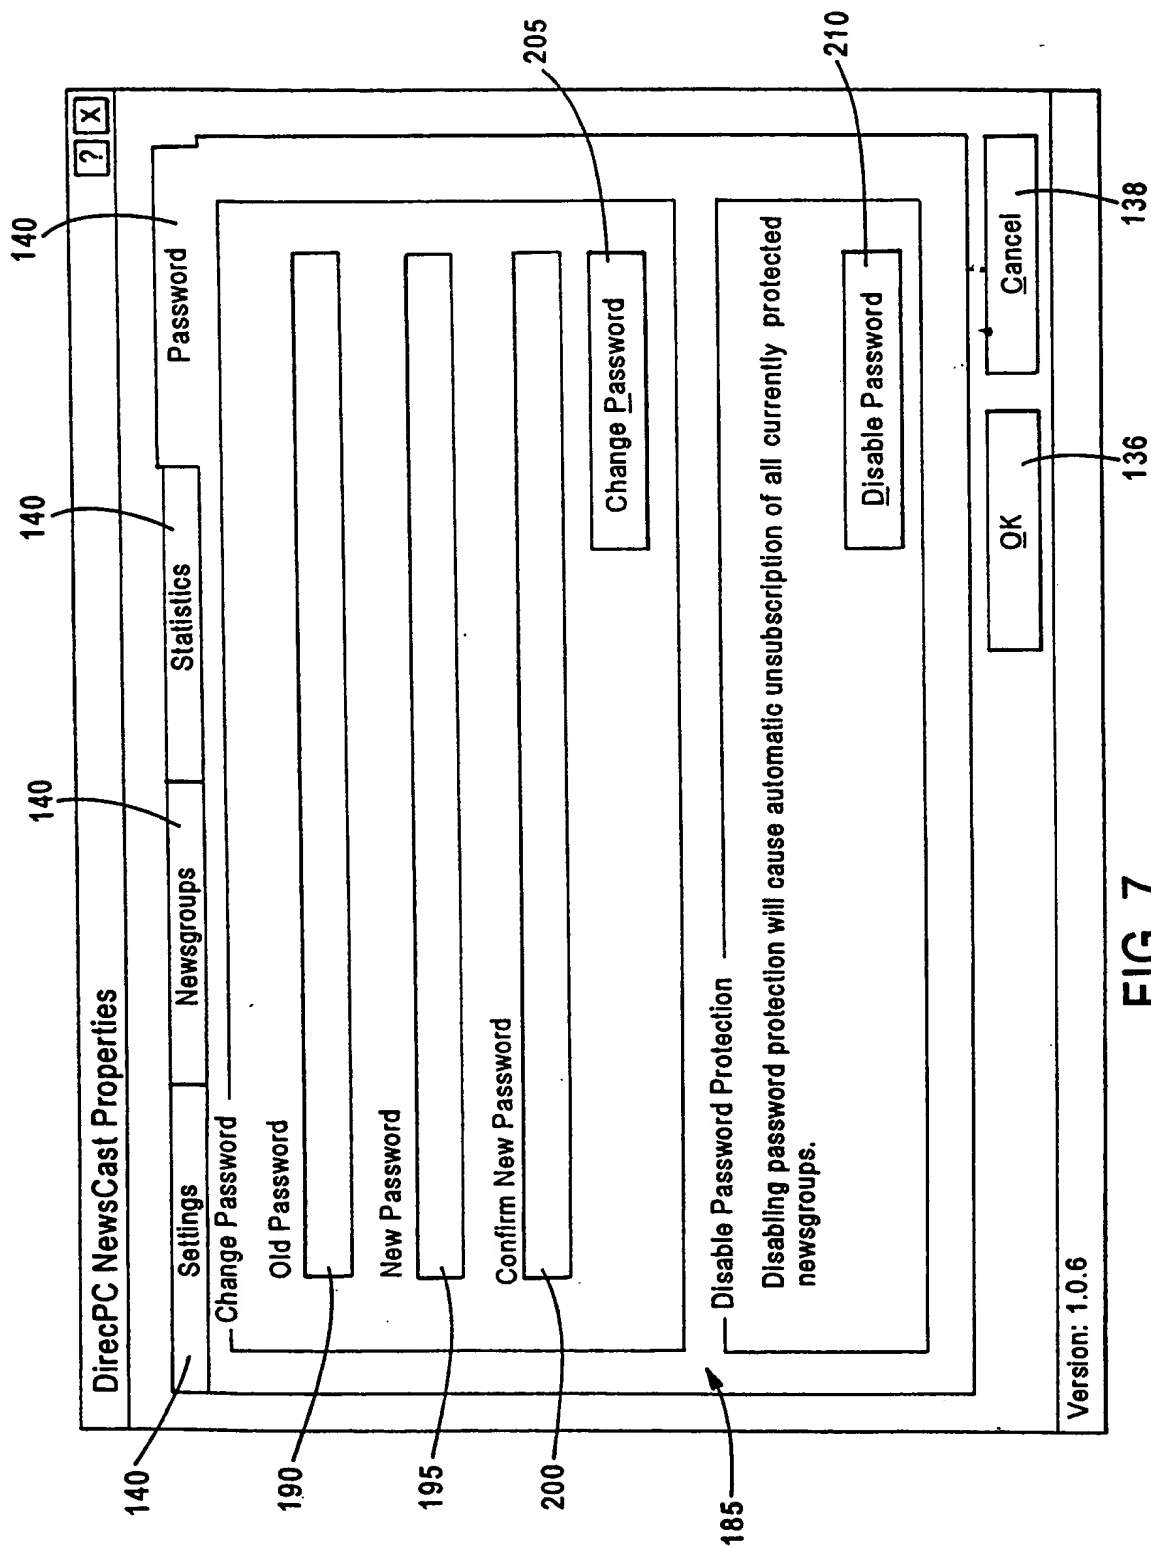 DirecPC NewsCast Properties
? X
140
140
140
140
Settings Newsgroups Statistics Password
Change Password
Old Password
190
New Password
195
Confirm New Password
200
Change Password
205
185
Disable Password Protection
Disabling password protection will cause automatic unsubscription of all currently protected
newsgroups.
Disable Password
210
OK Cancel
136
138
Version: 1.0.6
FIG. 7